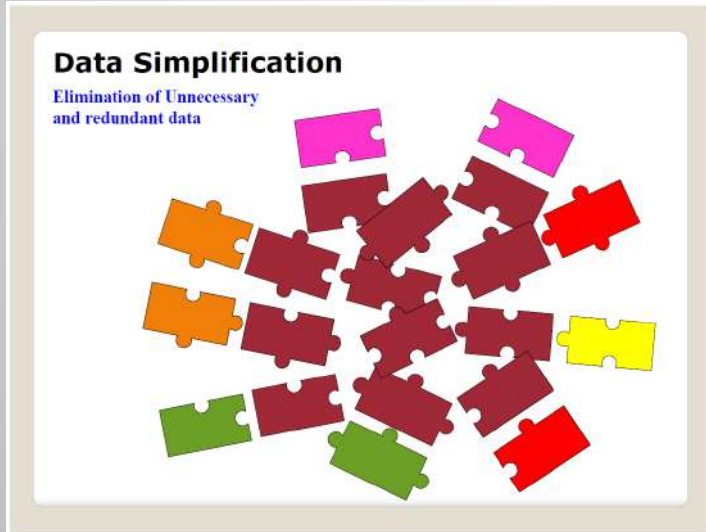 Data Simplification
Elimination of Unnecessary
and redundant data